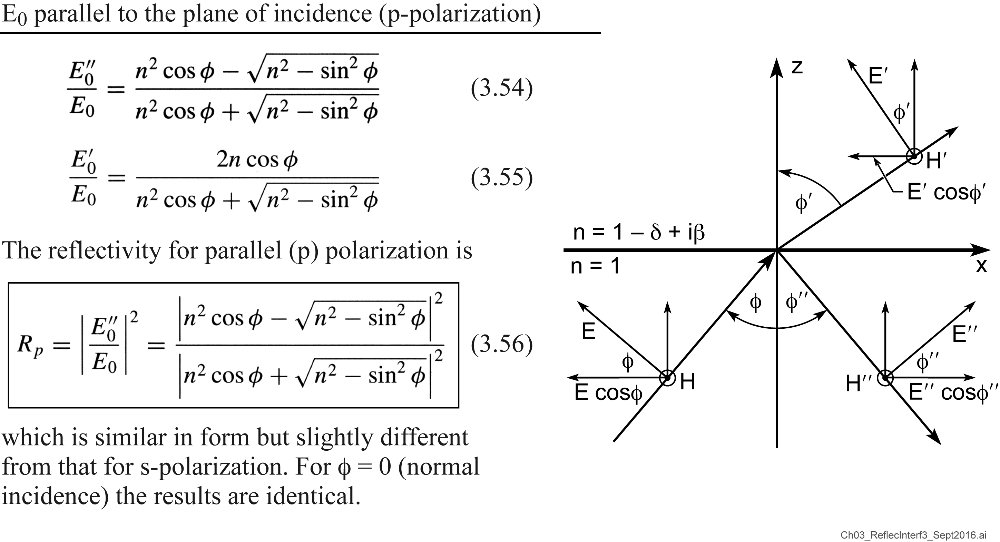 E₀ parallel to the plane of incidence (p-polarization)
E₀″/E₀ = (n² cos ϕ − √(n² − sin² ϕ))/(n² cos ϕ + √(n² − sin² ϕ)) (3.54)
E₀′/E₀ = (2n cos ϕ)/(n² cos ϕ + √(n² − sin² ϕ)) (3.55)
The reflectivity for parallel (p) polarization is
Rₚ = |E₀″/E₀|² = |n² cos ϕ − √(n² − sin² ϕ)|²/|n² cos ϕ + √(n² − sin² ϕ)|² (3.56)
which is similar in form but slightly different
from that for s-polarization. For ϕ = 0 (normal
incidence) the results are identical.
z
E′
ϕ′
H′
E′ cosϕ′
ϕ′
n = 1 – δ + iβ
n = 1
x
ϕ
ϕ″
E
ϕ
H
E cosϕ
E″
ϕ″
H″
E″ cosϕ″
Ch03_ReflecInterf3_Sept2016.ai